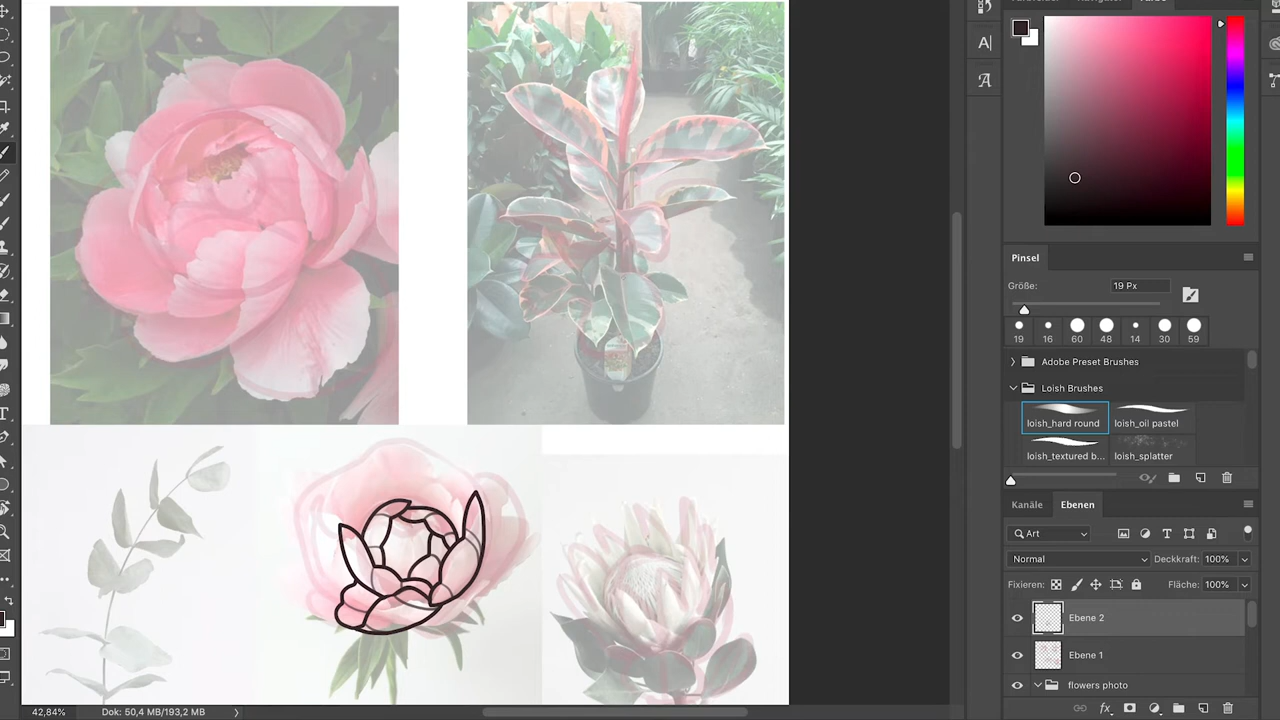 Pinsel
Größe: 19 Px
19 16 60 48 14 30 59
Adobe Preset Brushes
Loish Brushes
loish_hard round loish_oil pastel
loish_textured b... loish_splatter
Kanäle Ebenen
Art
Normal Deckkraft: 100%
Fixieren: Fläche: 100%
Ebene 2
Ebene 1
flowers photo
fx
42,84% Dok: 50,4 MB/193,2 MB